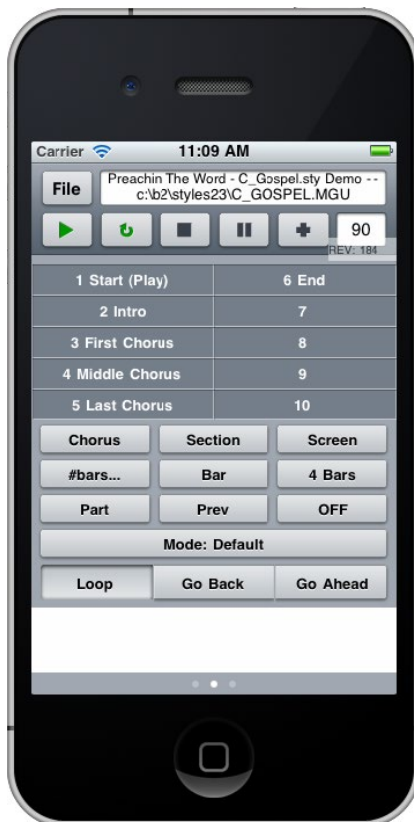 Carrier 11:09 AM
File Preachin The Word - C_Gospel.sty Demo --
c:\b2\styles23\C_GOSPEL.MGU
90
REV: 184
1 Start (Play) 6 End
2 Intro 7
3 First Chorus 8
4 Middle Chorus 9
5 Last Chorus 10
Chorus Section Screen
#bars... Bar 4 Bars
Part Prev OFF
Mode: Default
Loop Go Back Go Ahead